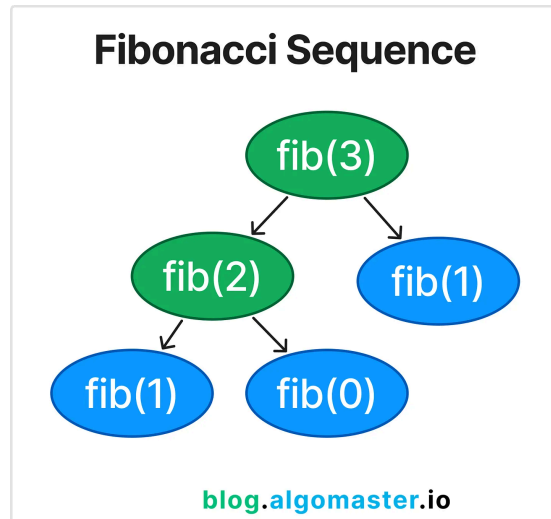 Fibonacci Sequence
fib(3)
fib(2)
fib(1)
fib(1)
fib(0)
blog.algomaster.io